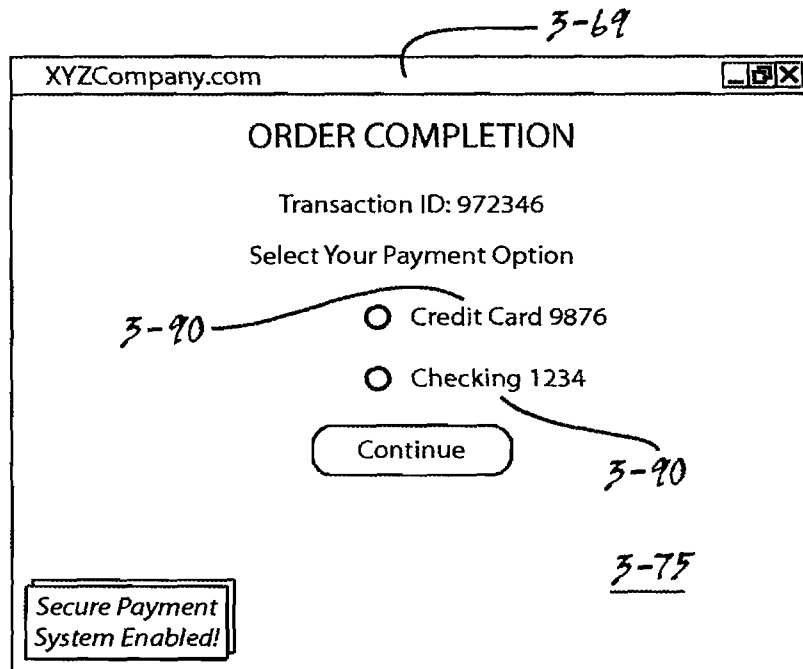 3-69
XYZCompany.com
ORDER COMPLETION
Transaction ID: 972346
Select Your Payment Option
3-90
Credit Card 9876
Checking 1234
Continue
3-90
3-75
Secure Payment
System Enabled!